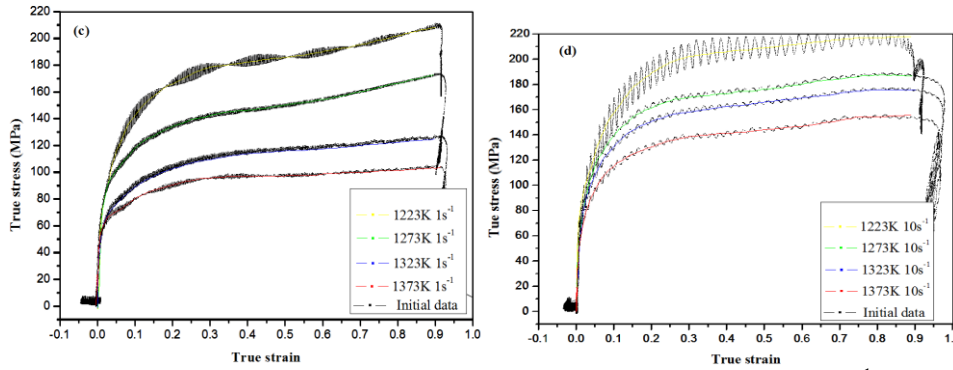 (c)
True stress (MPa)
220
210
200
180
160
140
120
100
80
60
40
20
0
1223K 1s-1
1273K 1s-1
1323K 1s-1
1373K 1s-1
Initial data
-0.1 0.0 0.1 0.2 0.3 0.4 0.5 0.6 0.7 0.8 0.9 1.0
True strain
(d)
Tue stress (MPa)
220
200
180
160
140
120
100
80
60
40
20
0
1223K 10s-1
1273K 10s-1
1323K 10s-1
1373K 10s-1
Initial data
-0.1 0.0 0.1 0.2 0.3 0.4 0.5 0.6 0.7 0.8 0.9 1.
True strain